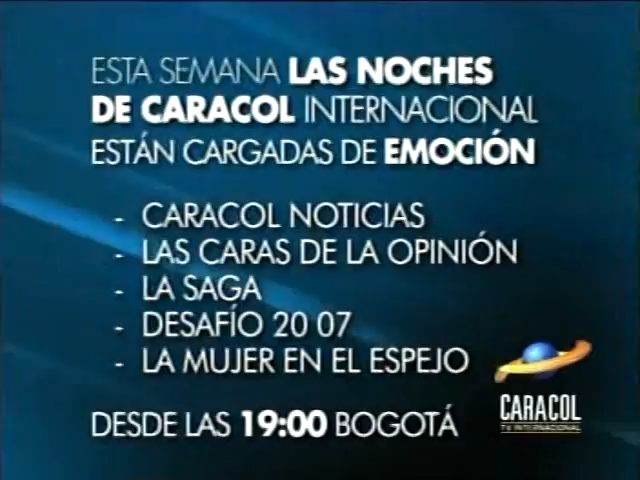 ESTA SEMANA LAS NOCHES
DE CARACOL INTERNACIONAL
ESTÁN CARGADAS DE EMOCIÓN
- CARACOL NOTICIAS
- LAS CARAS DE LA OPINIÓN
- LA SAGA
- DESAFÍO 20 07
- LA MUJER EN EL ESPEJO
DESDE LAS 19:00 BOGOTÁ
CARACOL
TV INTERNACIONAL